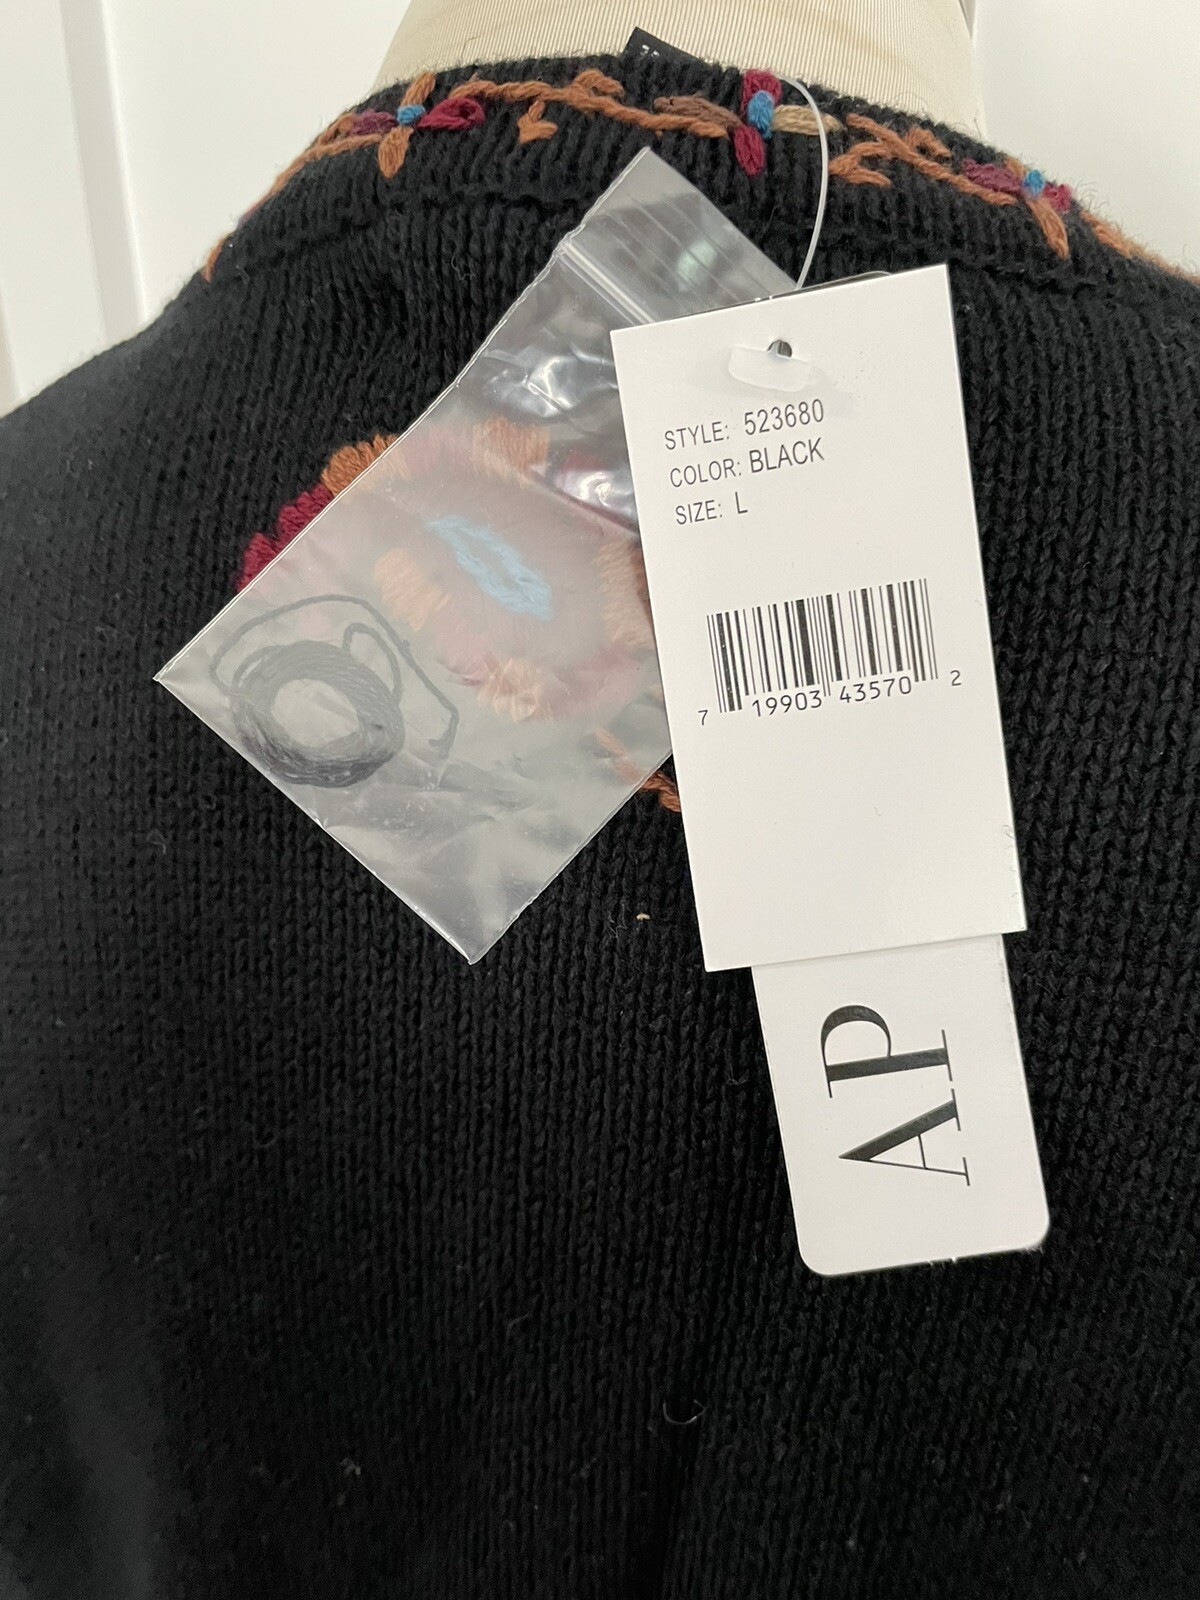 STYLE: 523680
COLOR: BLACK
SIZE: L
7 19903 43570 2
AP